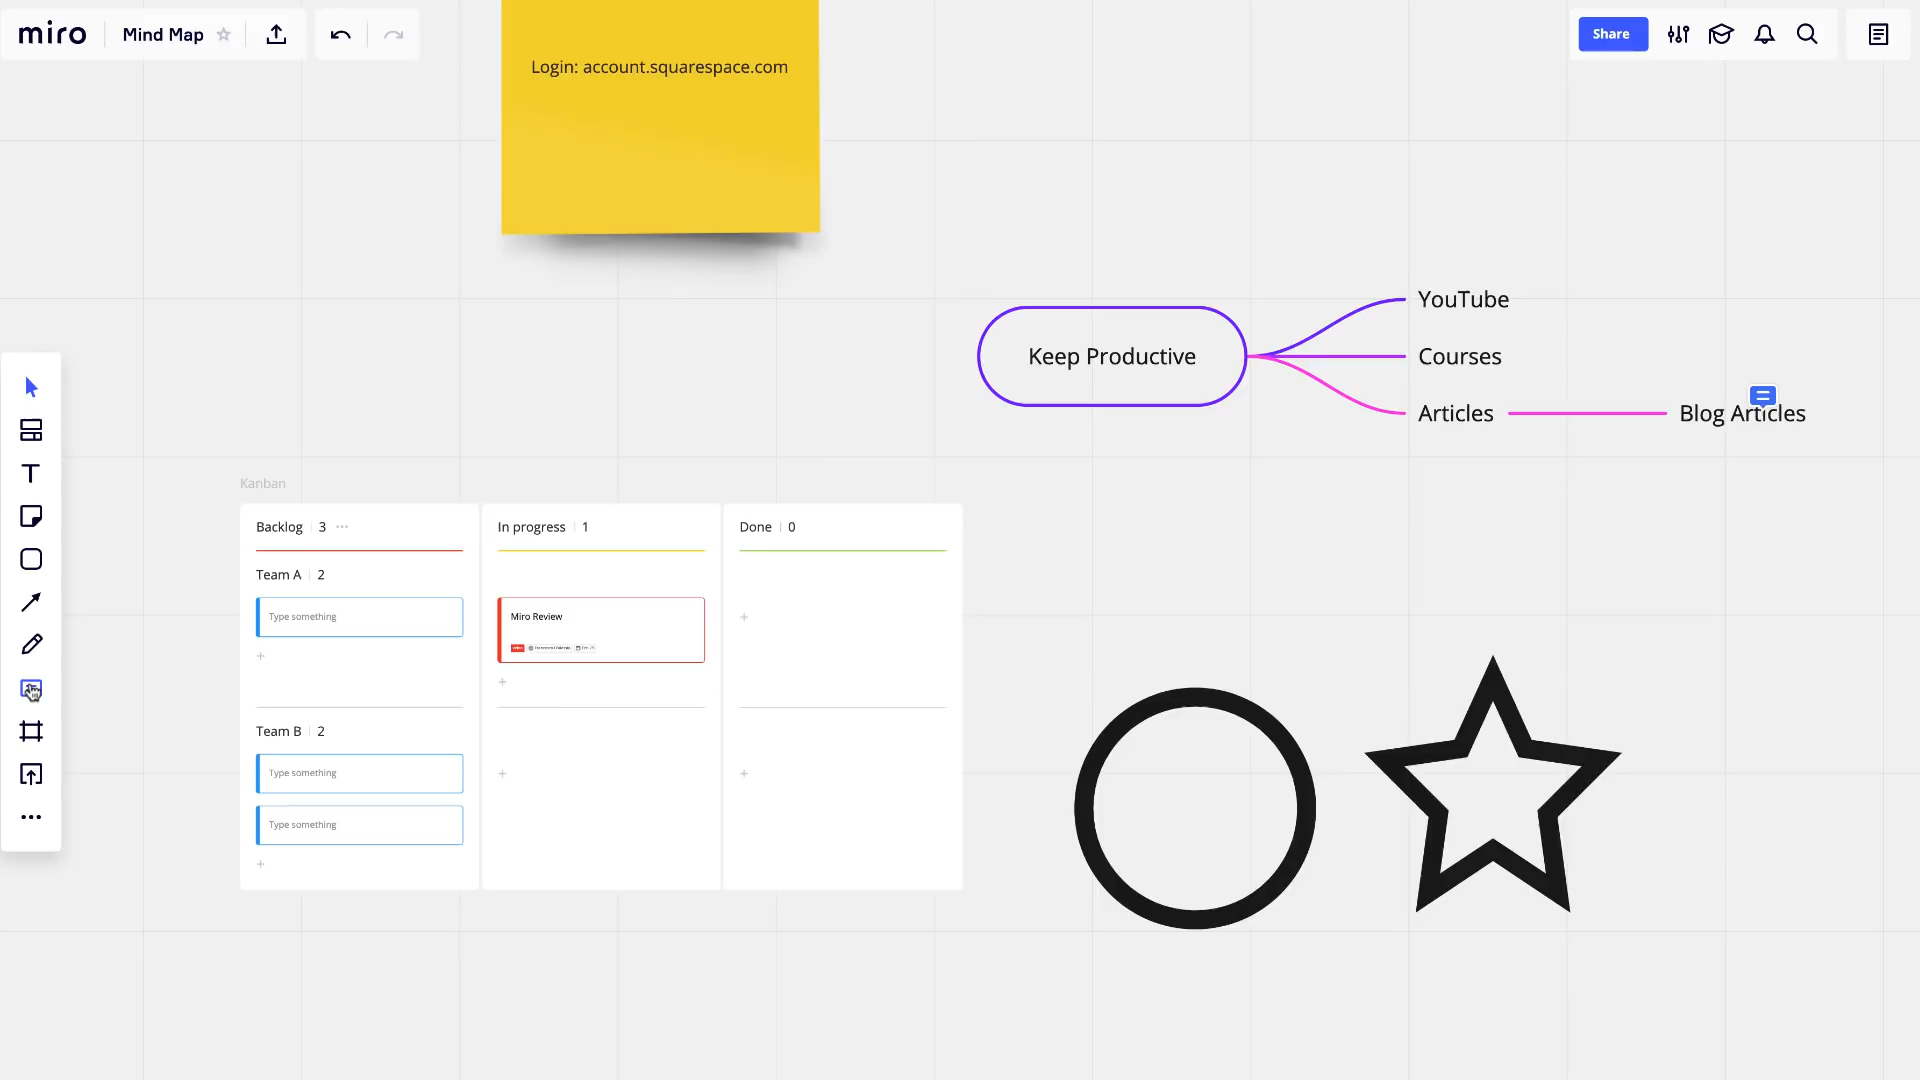 miro
Mind Map
Share
Login: account.squarespace.com
Keep Productive
YouTube
Courses
Articles
Blog Articles
Kanban
Backlog 3
In progress 1
Done 0
Team A 2
Type something
Miro Review
Team B 2
Type something
Type something